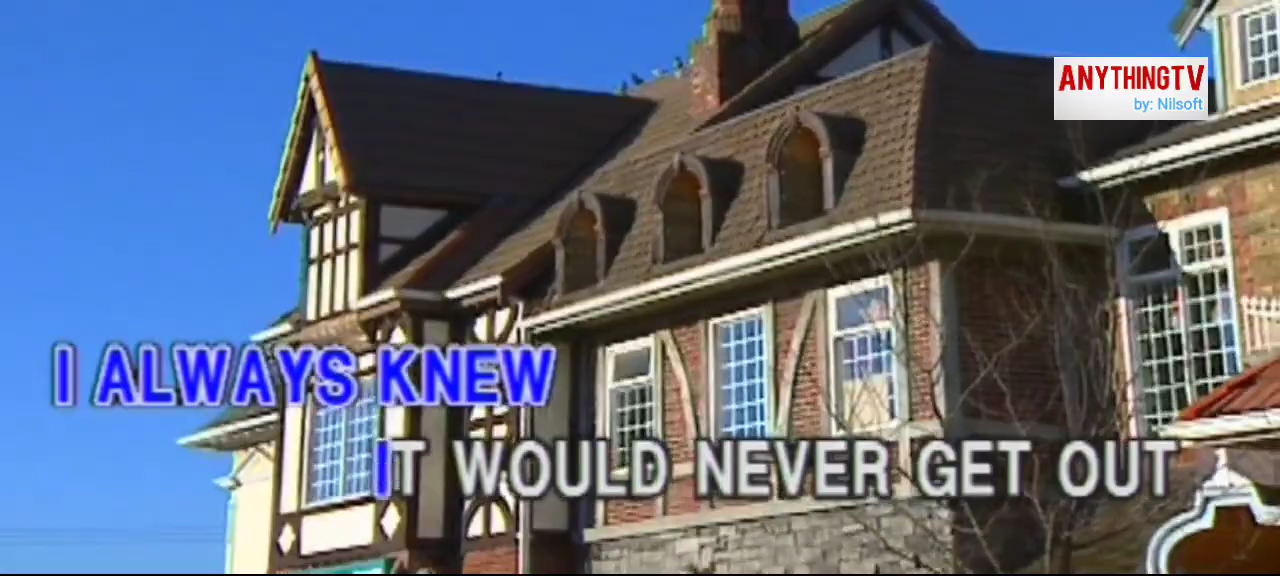 ANYTHINGTV
by: Nilsoft
I ALWAYS KNEW
IT WOULD NEVER GET OUT